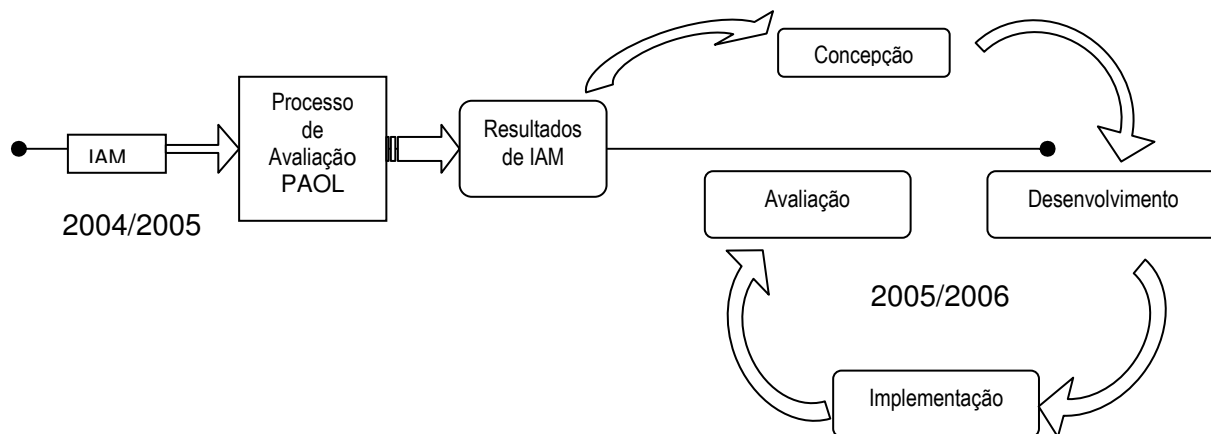 IAM
2004/2005
Processo
de
Avaliação
PAOL
Resultados
de IAM
Concepção
Desenvolvimento
Implementação
Avaliação
2005/2006